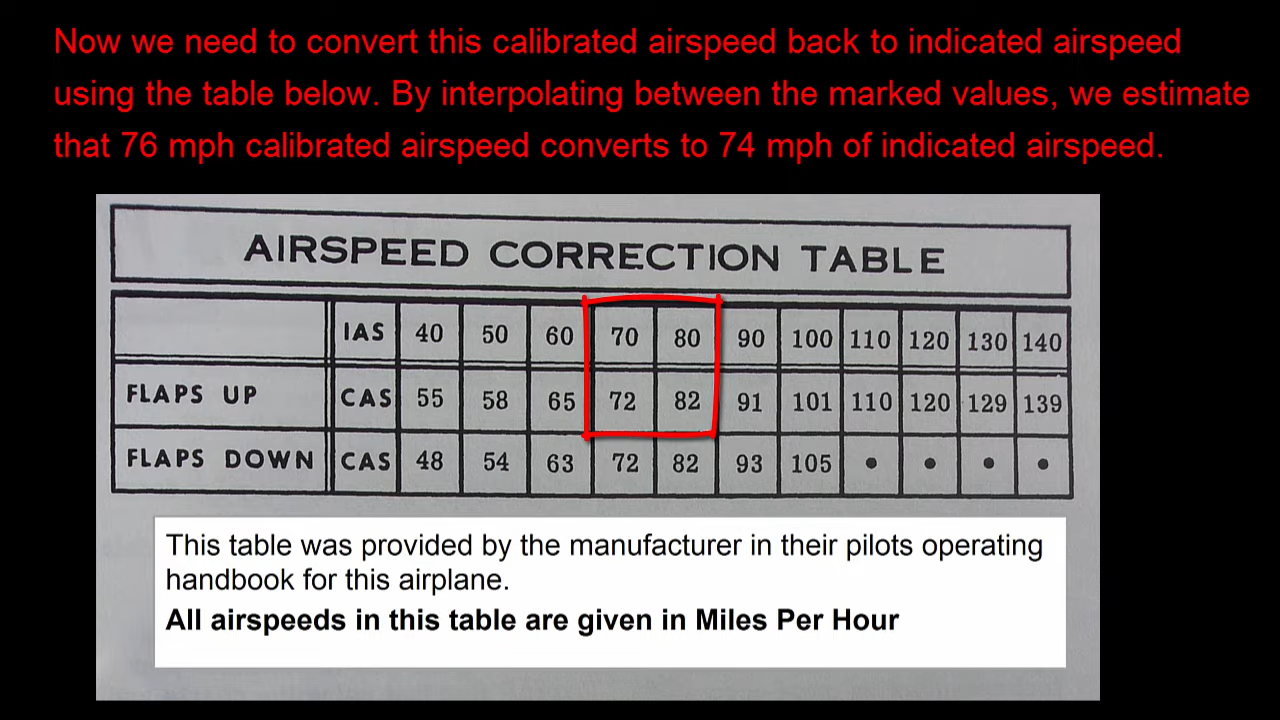 Now we need to convert this calibrated airspeed back to indicated airspeed
using the table below. By interpolating between the marked values, we estimate
that 76 mph calibrated airspeed converts to 74 mph of indicated airspeed.
AIRSPEED CORRECTION TABLE
IAS 40 50 60 70 80 90 100 110 120 130 140
FLAPS UP CAS 55 58 65 72 82 91 101 110 120 129 139
FLAPS DOWN CAS 48 54 63 72 82 93 105 • • • •
This table was provided by the manufacturer in their pilots operating
handbook for this airplane.
All airspeeds in this table are given in Miles Per Hour